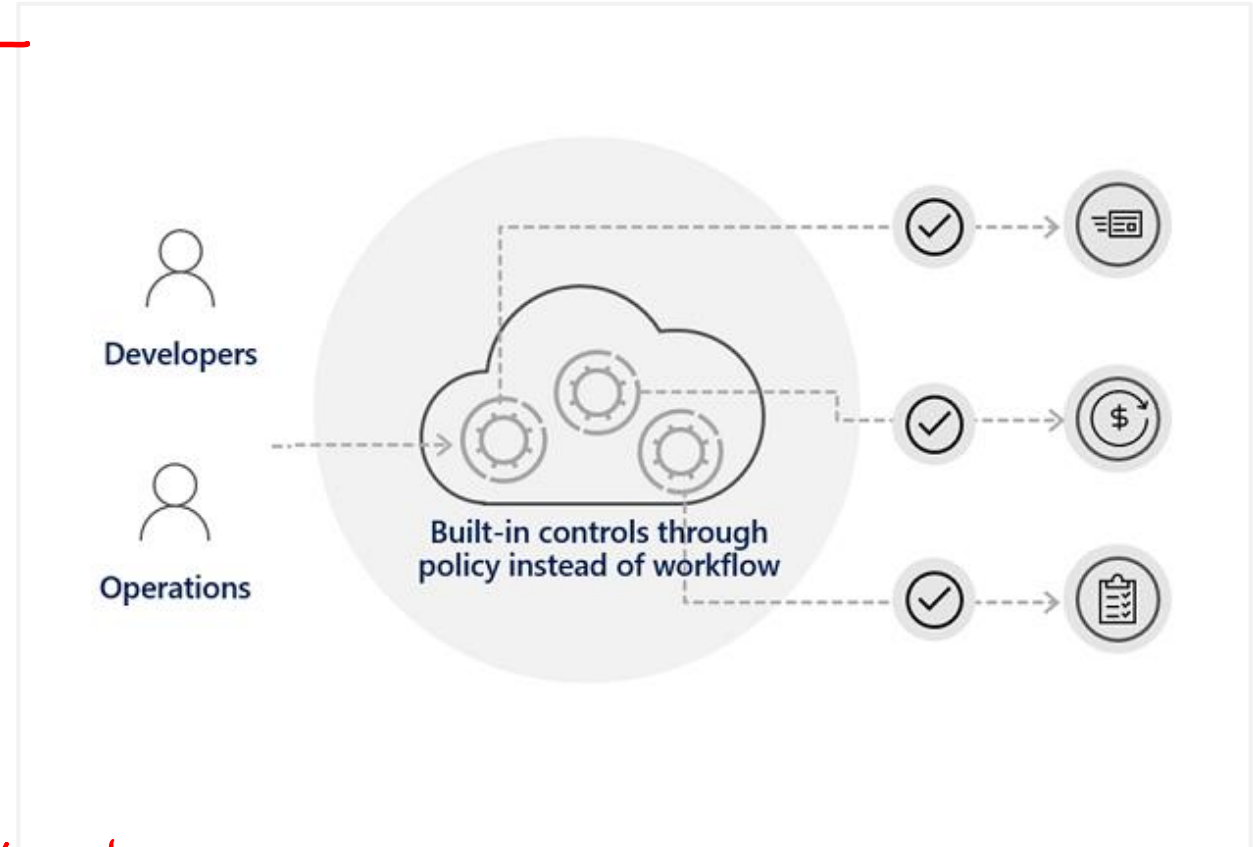 Developers
Operations
Built-in controls through
policy instead of workflow
$